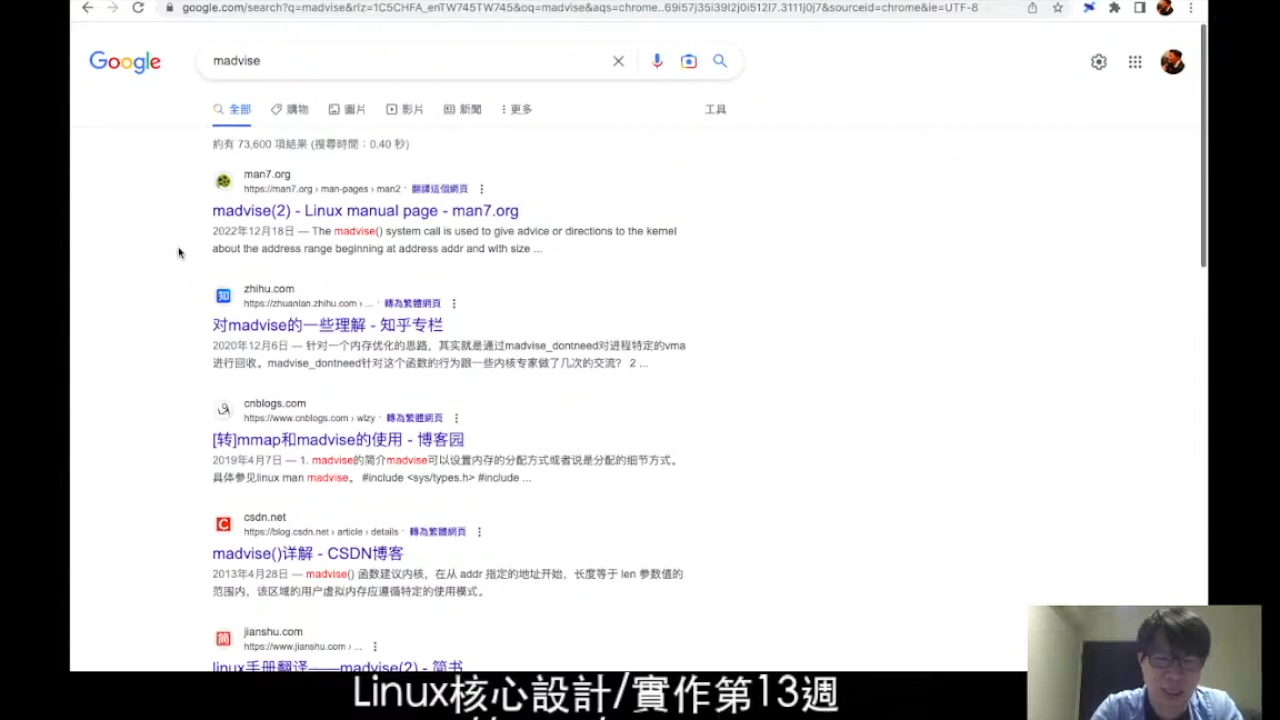 google.com/search?q=madvise&rlz=1C5CHFA_enTW745TW745&oq=madvise&aqs=chrome..69i57j35i39l2j0i512l7.3111j0j7&sourceid=chrome&ie=UTF-8
Google
madvise
全部 購物 圖片 影片 新聞 更多 工具
約有 73,600 項結果 (搜尋時間:0.40 秒)
man7.org
https://man7.org › man-pages › man2 · 翻譯這個網頁
madvise(2) - Linux manual page - man7.org
2022年12月18日 — The madvise() system call is used to give advice or directions to the kernel
about the address range beginning at address addr and with size ...
知
zhihu.com
https://zhuanlan.zhihu.com › ... · 轉為繁體網頁
对madvise的一些理解 - 知乎专栏
2020年12月6日 — 针对一个内存优化的思路，其实就是通过madvise_dontneed对进程特定的vma
进行回收。madvise_dontneed针对这个函数的行为跟一些内核专家做了几次的交流？ 2 ...
cnblogs.com
https://www.cnblogs.com › wlzy · 轉為繁體網頁
[转]mmap和madvise的使用 - 博客园
2019年4月7日 — 1. madvise的简介madvise可以设置内存的分配方式或者说是分配的细节方式。
具体参见linux man madvise。 #include <sys/types.h> #include ...
C
csdn.net
https://blog.csdn.net › article › details · 轉為繁體網頁
madvise()详解 - CSDN博客
2013年4月28日 — madvise() 函数建议内核，在从 addr 指定的地址开始，长度等于 len 参数值的
范围内，该区域的用户虚拟内存应遵循特定的使用模式。
简
jianshu.com
https://www.jianshu.com › ...
linux手册翻译——madvise(2) - 简书
Linux核心設計/實作第13週